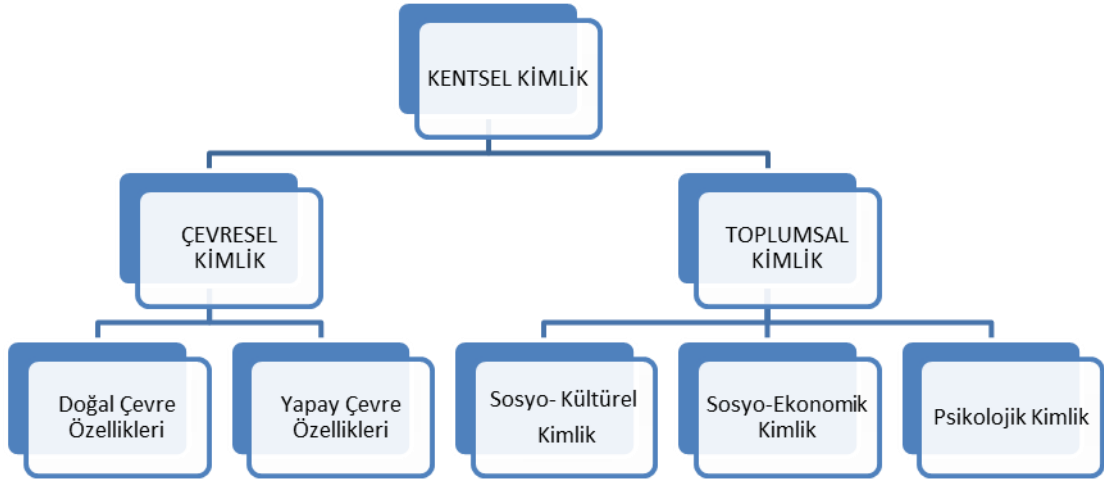 KENTSEL KİMLİK
ÇEVRESEL
KİMLİK
TOPLUMSAL
KİMLİK
Doğal Çevre
Özellikleri
Yapay Çevre
Özellikleri
Sosyo- Kültürel
Kimlik
Sosyo-Ekonomik
Kimlik
Psikolojik Kimlik